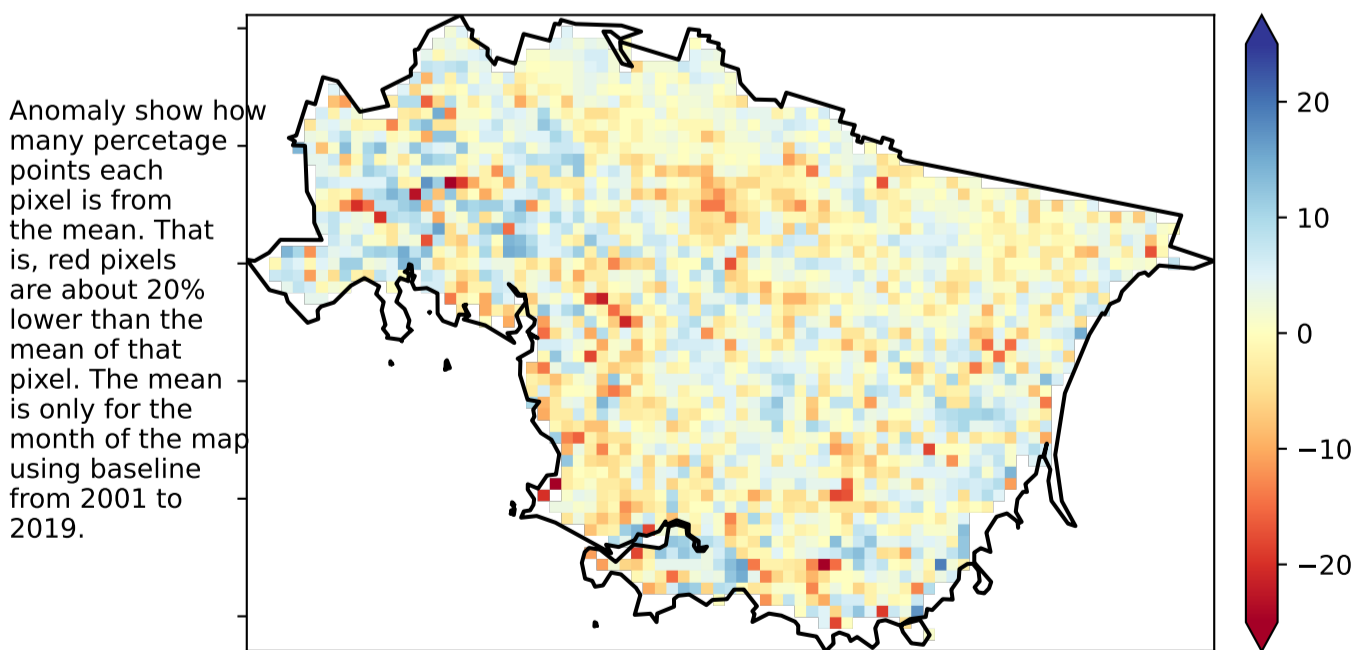 Anomaly show how
many percetage
points each
pixel is from
the mean. That
is, red pixels
are about 20%
lower than the
mean of that
pixel. The mean
is only for the
month of the map
using baseline
from 2001 to
2019.
20
10
0
−10
−20